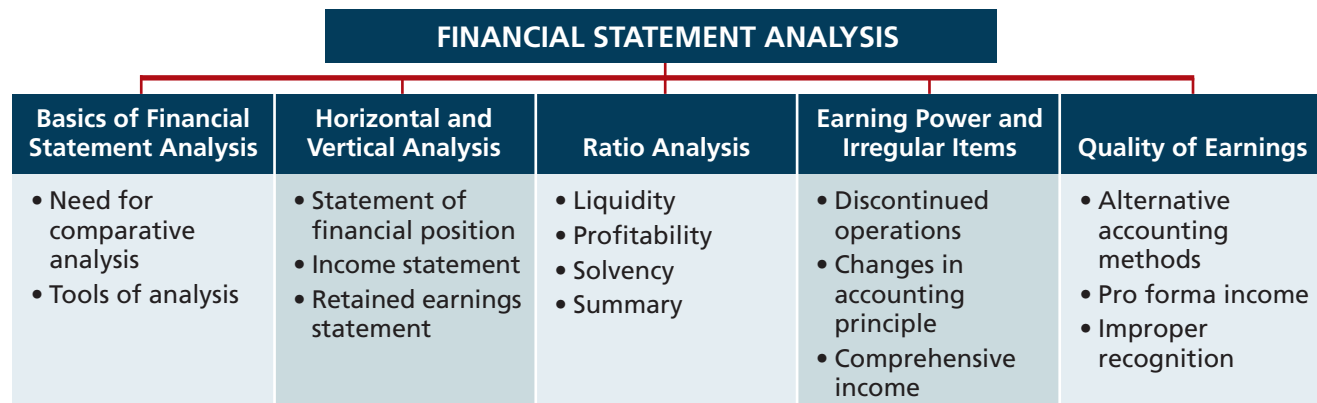 FINANCIAL STATEMENT ANALYSIS
Basics of Financial
Statement Analysis
• Need for
comparative
analysis
• Tools of analysis
Horizontal and
Vertical Analysis
• Statement of
financial position
• Income statement
• Retained earnings
statement
Ratio Analysis
• Liquidity
• Profitability
• Solvency
• Summary
Earning Power and
Irregular Items
• Discontinued
operations
• Changes in
accounting
principle
• Comprehensive
income
Quality of Earnings
• Alternative
accounting
methods
• Pro forma income
• Improper
recognition